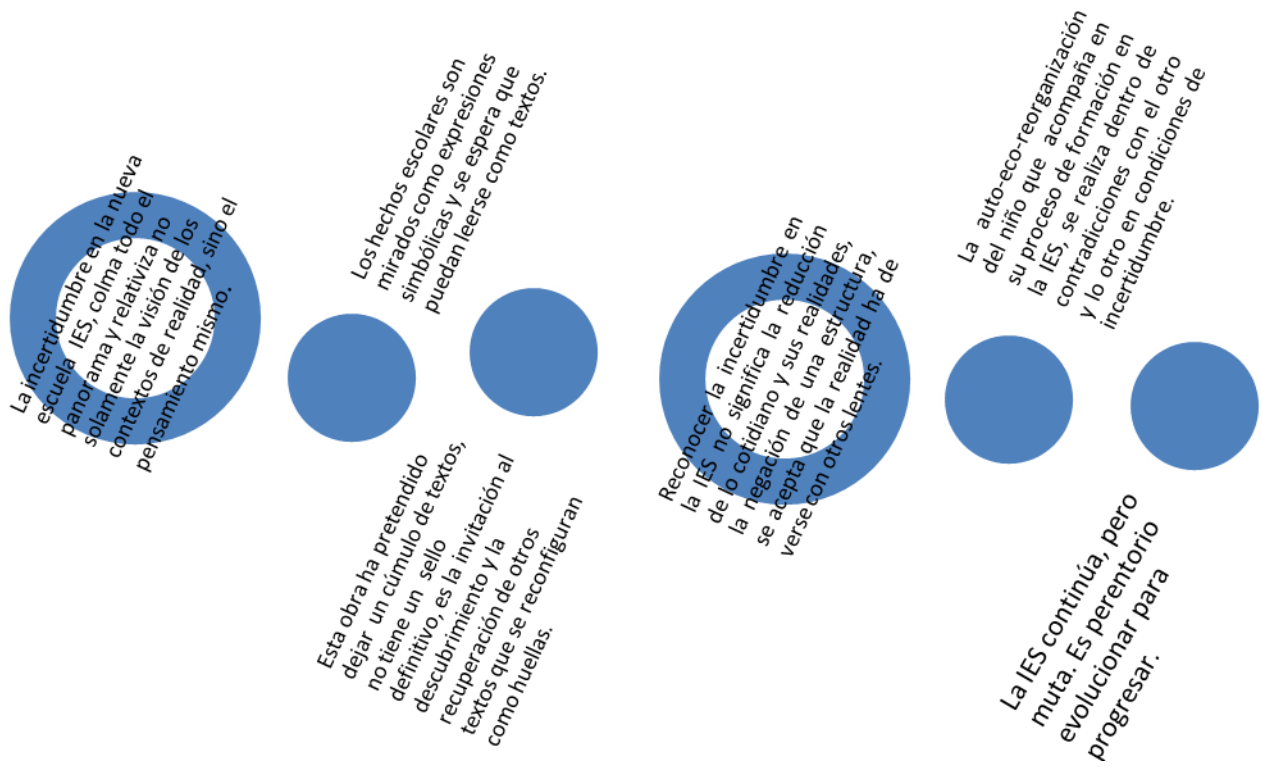 La incertidumbre en la nueva
escuela IES, colma todo el
panorama y relativiza no
solamente la visión de los
contextos de realidad, sino el
pensamiento mismo.
Los hechos escolares son
mirados como expresiones
simbólicas y se espera que
puedan leerse como textos.
Esta obra ha pretendido
dejar un cúmulo de textos,
no tiene un sello
definitivo, es la invitación al
descubrimiento y la
recuperación de otros
textos que se reconfiguran
como huellas.
Reconocer la incertidumbre en
la IES no significa la reducción
de lo cotidiano y sus realidades,
la negación de una estructura,
se acepta que la realidad ha de
verse con otros lentes.
La auto-eco-reorganización
del niño que acompaña en
su proceso de formación en
la IES, se realiza dentro de
contradicciones con el otro
y lo otro en condiciones de
incertidumbre.
La IES continúa, pero
muta. Es perentorio
evolucionar para
progresar.